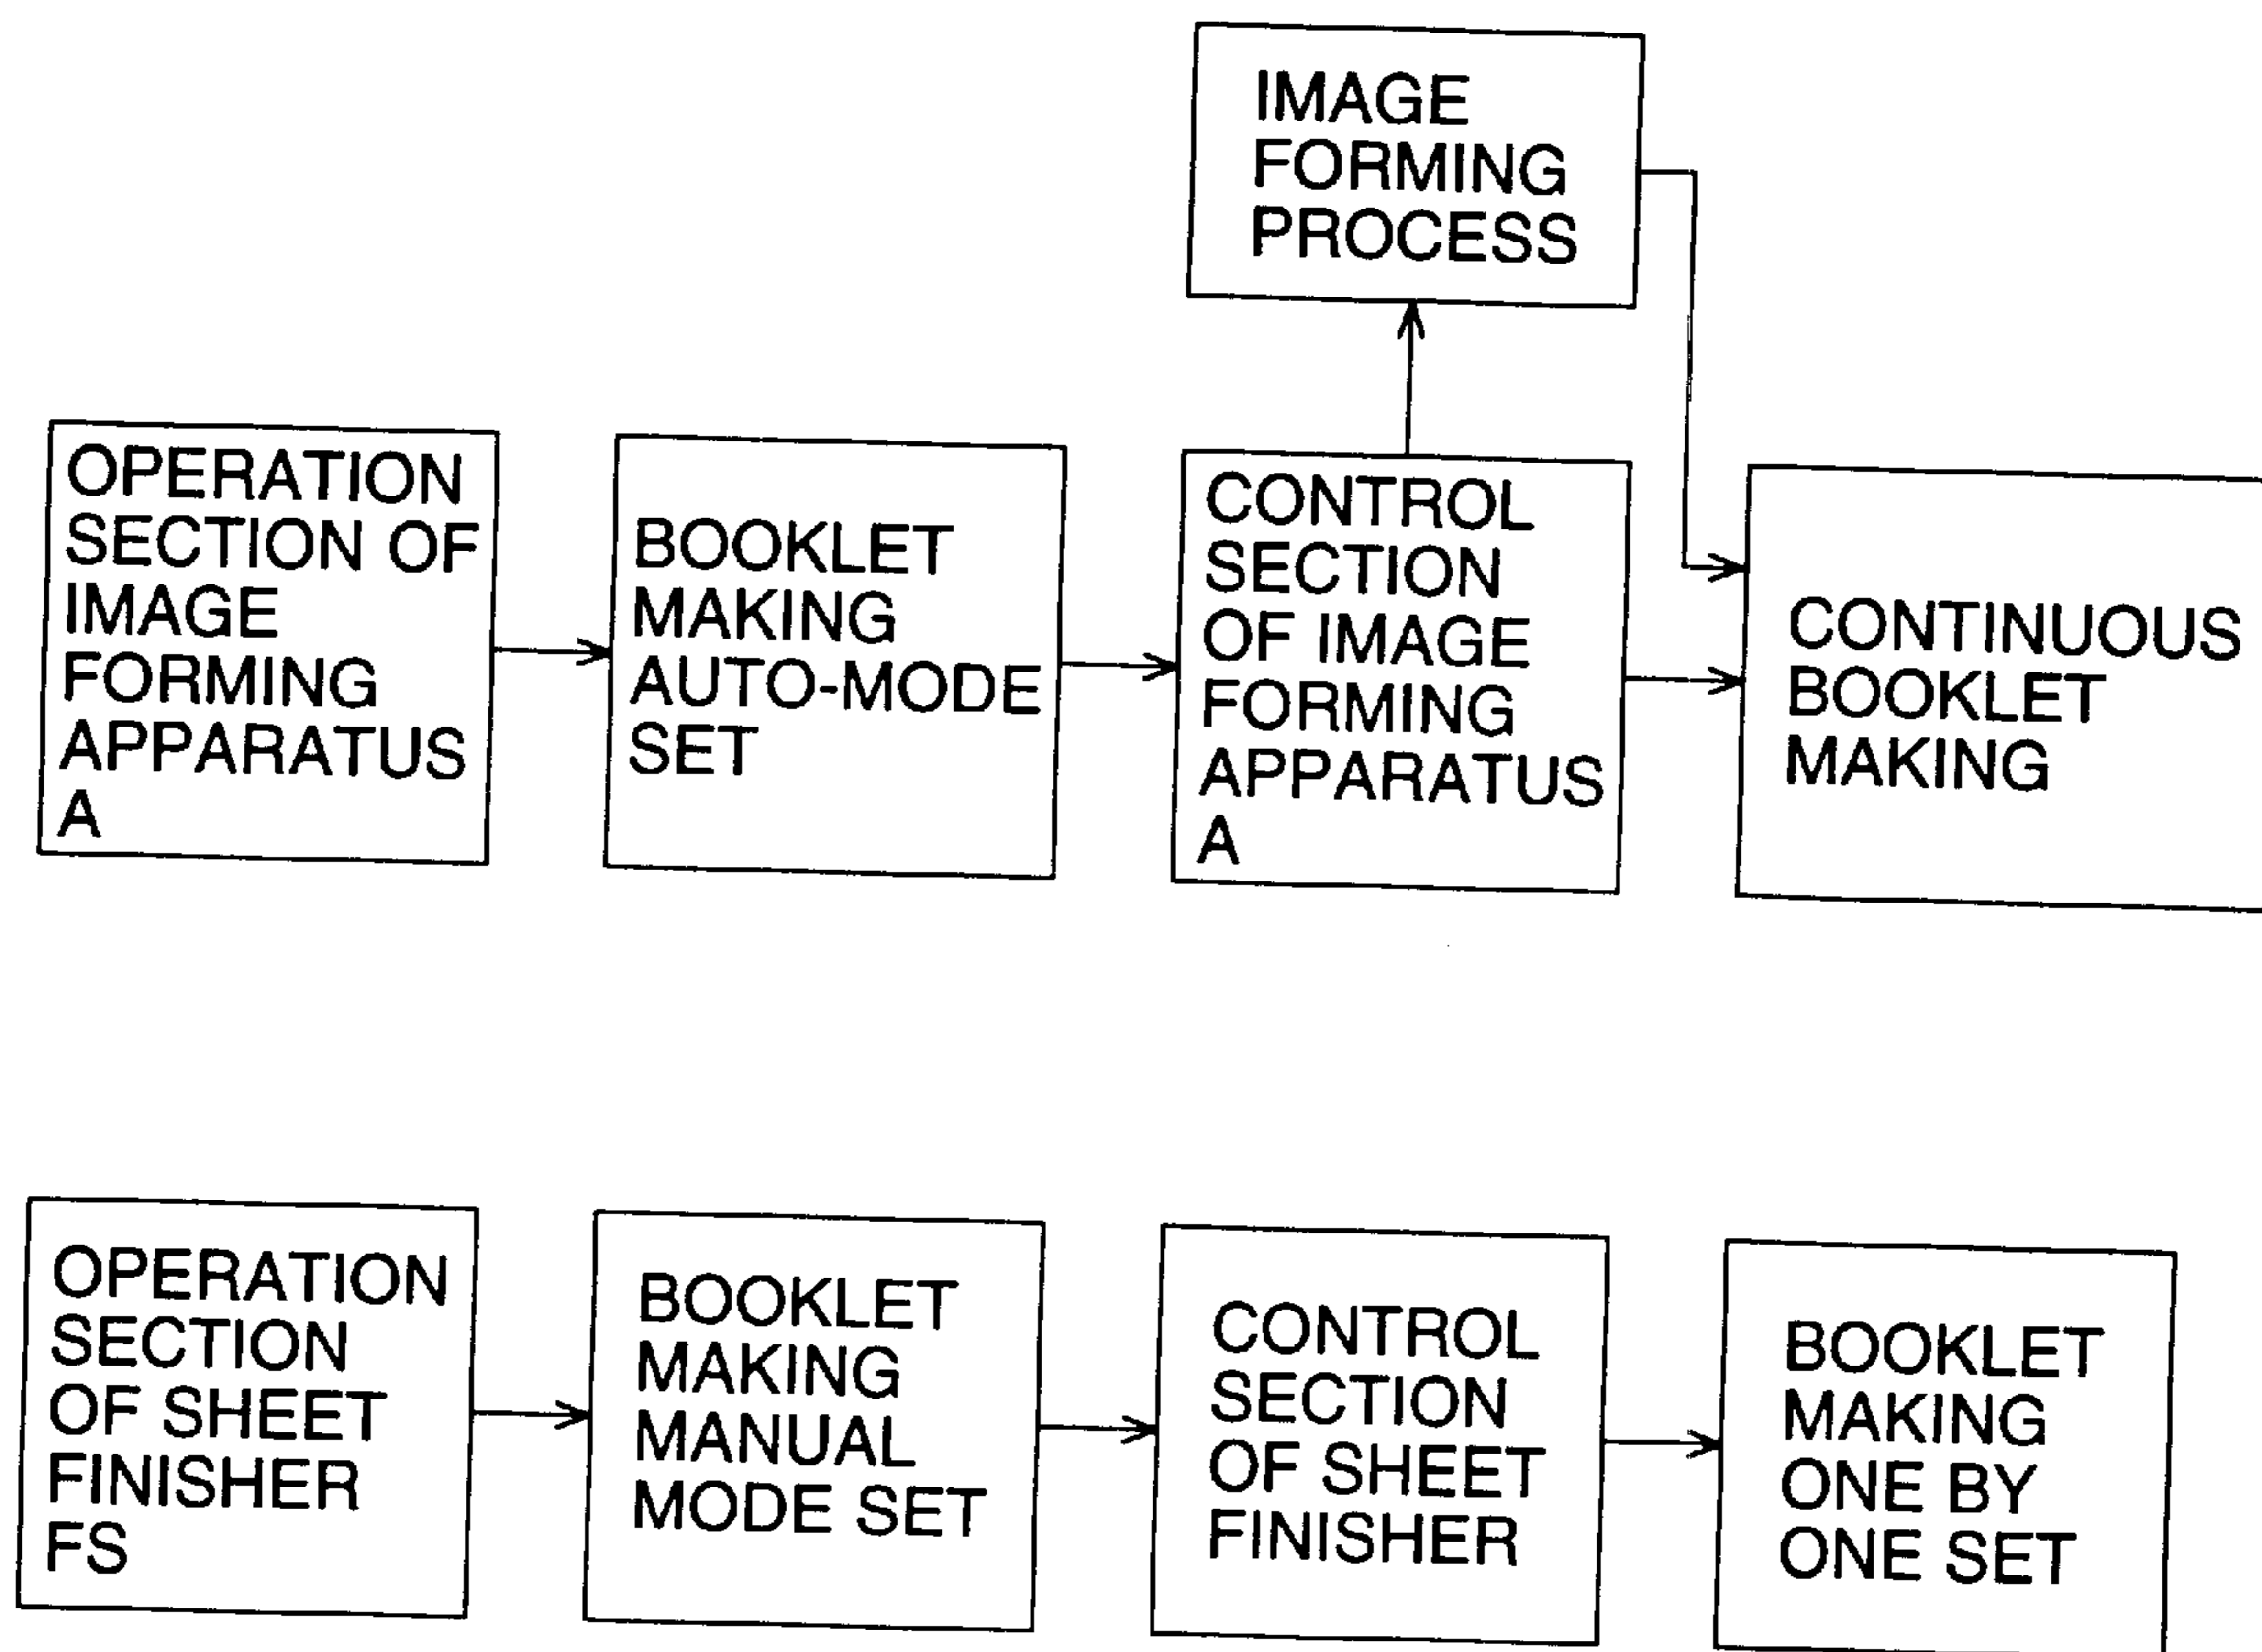 IMAGE
FORMING
PROCESS
OPERATION
SECTION OF
IMAGE
FORMING
APPARATUS
A
BOOKLET
MAKING
AUTO-MODE
SET
CONTROL
SECTION
OF IMAGE
FORMING
APPARATUS
A
CONTINUOUS
BOOKLET
MAKING
OPERATION
SECTION
OF SHEET
FINISHER
FS
BOOKLET
MAKING
MANUAL
MODE SET
CONTROL
SECTION
OF SHEET
FINISHER
BOOKLET
MAKING
ONE BY
ONE SET